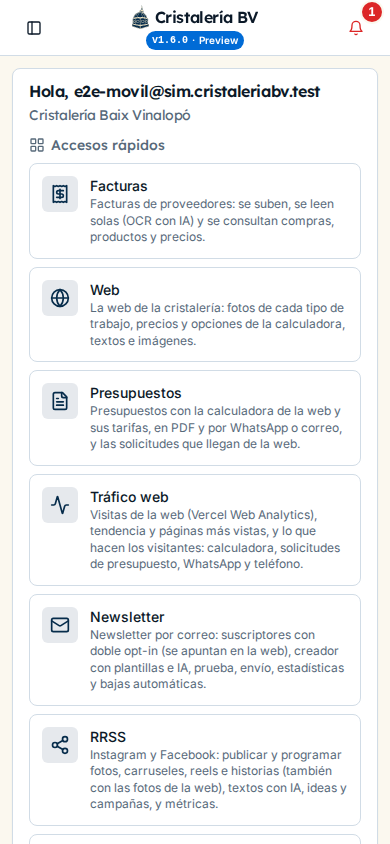 Cristalería BV
1
v1.6.0 · Preview
Hola, e2e-movil@sim.cristaleriabv.test
Cristalería Baix Vinalopó
Accesos rápidos
Facturas
Facturas de proveedores: se suben, se leen
solas (OCR con IA) y se consultan compras,
productos y precios.
Web
La web de la cristalería: fotos de cada tipo de
trabajo, precios y opciones de la calculadora,
textos e imágenes.
Presupuestos
Presupuestos con la calculadora de la web y
sus tarifas, en PDF y por WhatsApp o correo,
y las solicitudes que llegan de la web.
Tráfico web
Visitas de la web (Vercel Web Analytics),
tendencia y páginas más vistas, y lo que
hacen los visitantes: calculadora, solicitudes
de presupuesto, WhatsApp y teléfono.
Newsletter
Newsletter por correo: suscriptores con
doble opt-in (se apuntan en la web), creador
con plantillas e IA, prueba, envío, estadísticas
y bajas automáticas.
RRSS
Instagram y Facebook: publicar y programar
fotos, carruseles, reels e historias (también
con las fotos de la web), textos con IA, ideas y
campañas, y métricas.